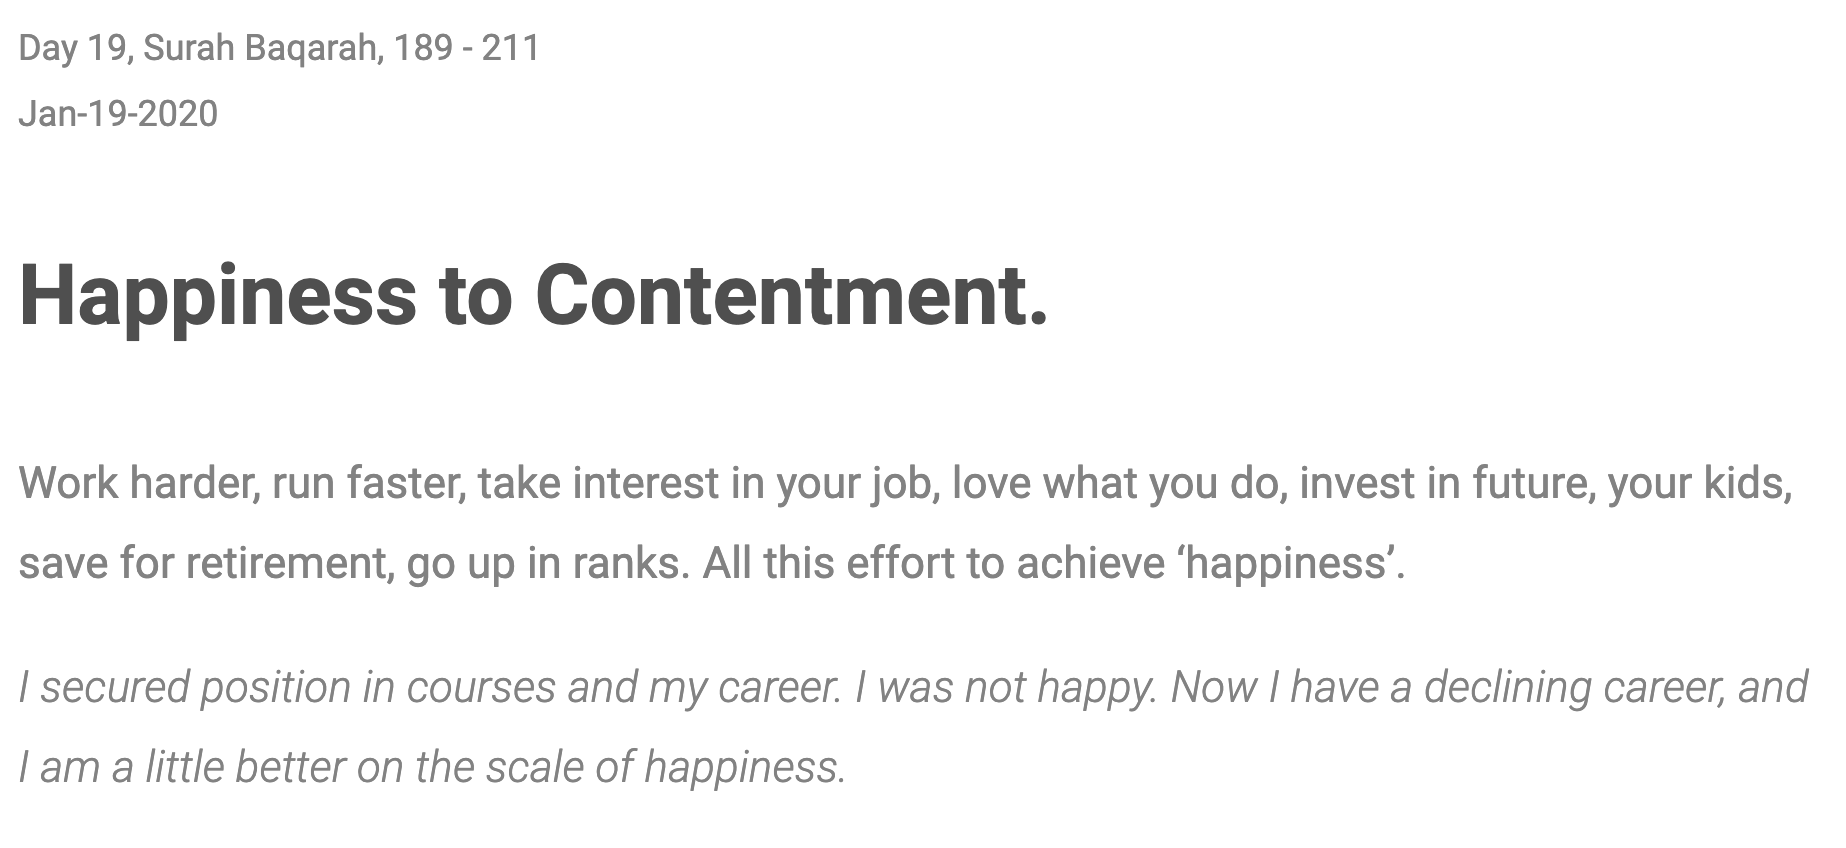 Day 19, Surah Baqarah, 189 - 211
Jan-19-2020
Happiness to Contentment.
Work harder, run faster, take interest in your job, love what you do, invest in future, your kids,
save for retirement, go up in ranks. All this effort to achieve ‘happiness’.
I secured position in courses and my career. I was not happy. Now I have a declining career, and
I am a little better on the scale of happiness.